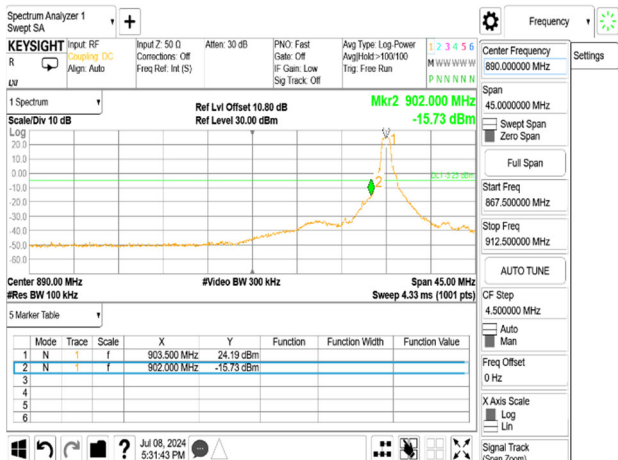 Spectrum Analyzer 1
Swept SA
+
Frequency
KEYSIGHT
R
Input: RF
Coupling: DC
Align: Auto
Input Z: 50 Ω
Corrections: Off
Freq Ref: Int (S)
Atten: 30 dB
PNO: Fast
Gate: Off
IF Gain: Low
Sig Track: Off
Avg Type: Log-Power
Avg|Hold:>100/100
Trig: Free Run
1 2 3 4 5 6
M W W W W W
P N N N N N
LXI
1 Spectrum
Scale/Div 10 dB
Ref Lvl Offset 10.80 dB
Ref Level 30.00 dBm
Mkr2 902.000 MHz
-15.73 dBm
Log
20.0
10.0
0.00
-10.0
-20.0
-30.0
-40.0
-50.0
-60.0
1
2
Center 890.00 MHz
#Res BW 100 kHz
#Video BW 300 kHz
Span 45.00 MHz
Sweep 4.33 ms (1001 pts)
5 Marker Table
Mode Trace Scale X Y Function Function Width Function Value
1 N 1 f 903.500 MHz 24.19 dBm
2 N 1 f 902.000 MHz -15.73 dBm
3
4
5
6
Jul 08, 2024
5:31:43 PM
Center Frequency
890.000000 MHz
Settings
Span
45.0000000 MHz
Swept Span
Zero Span
Full Span
Start Freq
867.500000 MHz
Stop Freq
912.500000 MHz
AUTO TUNE
CF Step
4.500000 MHz
Auto
Man
Freq Offset
0 Hz
X Axis Scale
Log
Lin
Signal Track
(Span Zoom)